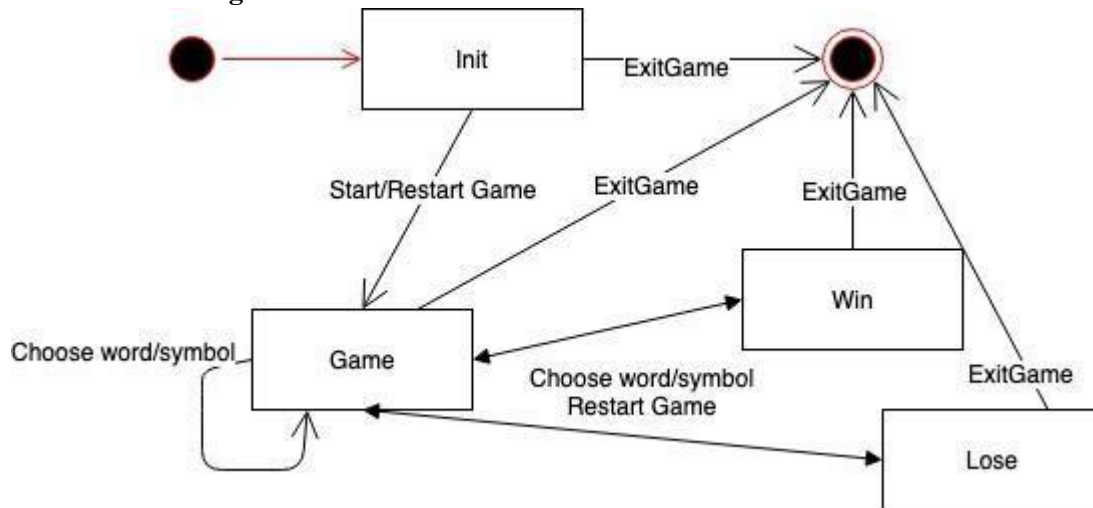 Init
ExitGame
Start/Restart Game
ExitGame
ExitGame
Win
Choose word/symbol
Game
Choose word/symbol
Restart Game
ExitGame
Lose